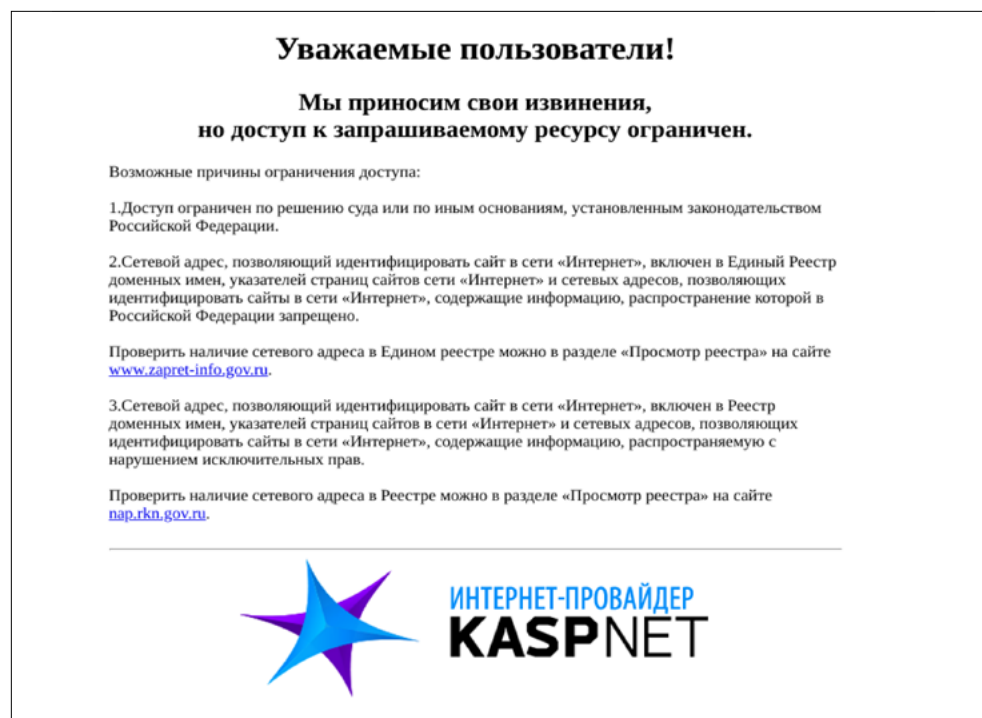 Уважаемые пользователи!
Мы приносим свои извинения,
но доступ к запрашиваемому ресурсу ограничен.
Возможные причины ограничения доступа:
1.Доступ ограничен по решению суда или по иным основаниям, установленным законодательством
Российской Федерации.
2.Сетевой адрес, позволяющий идентифицировать сайт в сети «Интернет», включен в Единый Реестр
доменных имен, указателей страниц сайтов сети «Интернет» и сетевых адресов, позволяющих
идентифицировать сайты в сети «Интернет», содержащие информацию, распространение которой в
Российской Федерации запрещено.
Проверить наличие сетевого адреса в Едином реестре можно в разделе «Просмотр реестра» на сайте
www.zapret-info.gov.ru.
3.Сетевой адрес, позволяющий идентифицировать сайт в сети «Интернет», включен в Реестр
доменных имен, указателей страниц сайтов в сети «Интернет» и сетевых адресов, позволяющих
идентифицировать сайты в сети «Интернет», содержащие информацию, распространяемую с
нарушением исключительных прав.
Проверить наличие сетевого адреса в Реестре можно в разделе «Просмотр реестра» на сайте
nap.rkn.gov.ru.
ИНТЕРНЕТ-ПРОВАЙДЕР
KASPNET